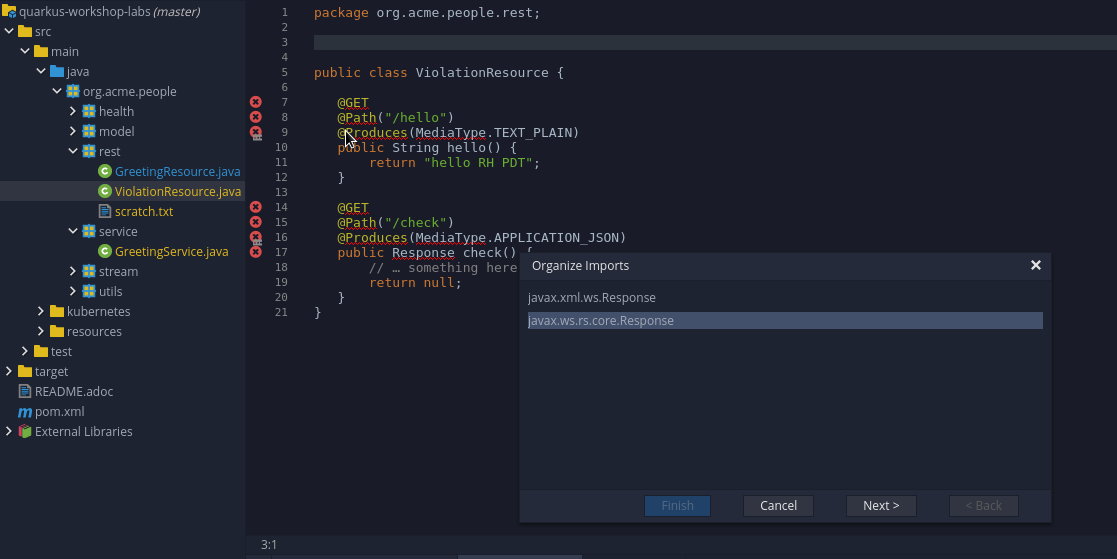 quarkus-workshop-labs (master)
src
main
java
org.acme.people
health
model
rest
GreetingResource.java
ViolationResource.java
scratch.txt
service
GreetingService.java
stream
utils
kubernetes
resources
test
target
README.adoc
pom.xml
External Libraries
1 package org.acme.people.rest;
2
3
4
5 public class ViolationResource {
6
7 @GET
8 @Path("/hello")
9 @Produces(MediaType.TEXT_PLAIN)
10 public String hello() {
11 return "hello RH PDT";
12 }
13
14 @GET
15 @Path("/check")
16 @Produces(MediaType.APPLICATION_JSON)
17 public Response check()
18 // … something here
19 return null;
20 }
21 }
Organize Imports
javax.xml.ws.Response
javax.ws.rs.core.Response
Finish Cancel Next > < Back
3:1